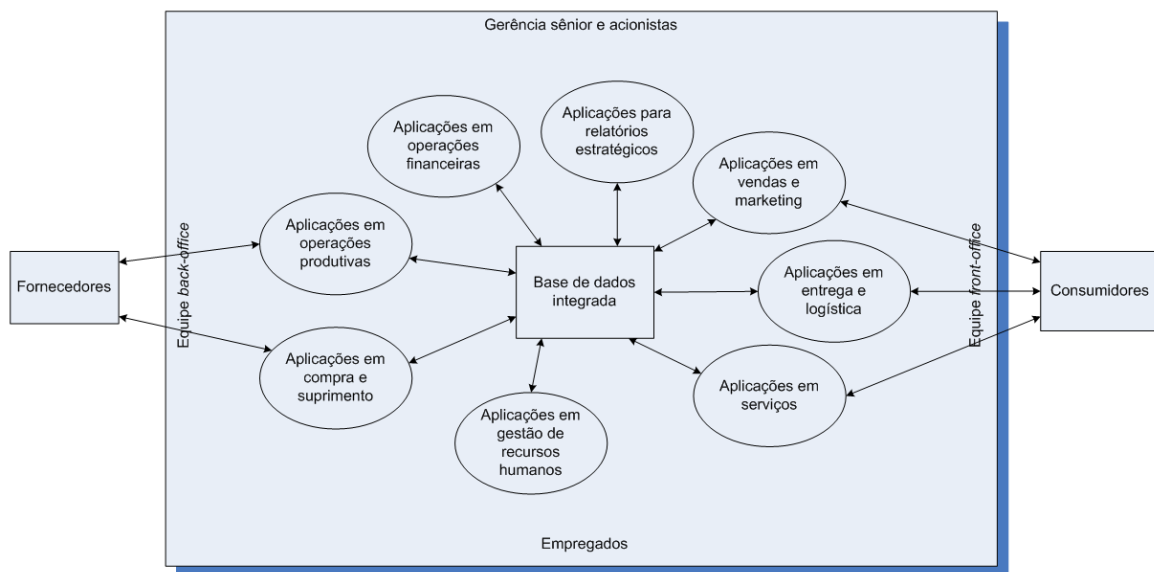 Gerência sênior e acionistas
Aplicações em
operações
financeiras
Aplicações para
relatórios
estratégicos
Aplicações em
vendas e
marketing
Aplicações em
operações
produtivas
Equipe back-office
Fornecedores
Base de dados
integrada
Aplicações em
entrega e
logística
Equipe front-office
Consumidores
Aplicações em
compra e
suprimento
Aplicações em
serviços
Aplicações em
gestão de
recursos
humanos
Empregados